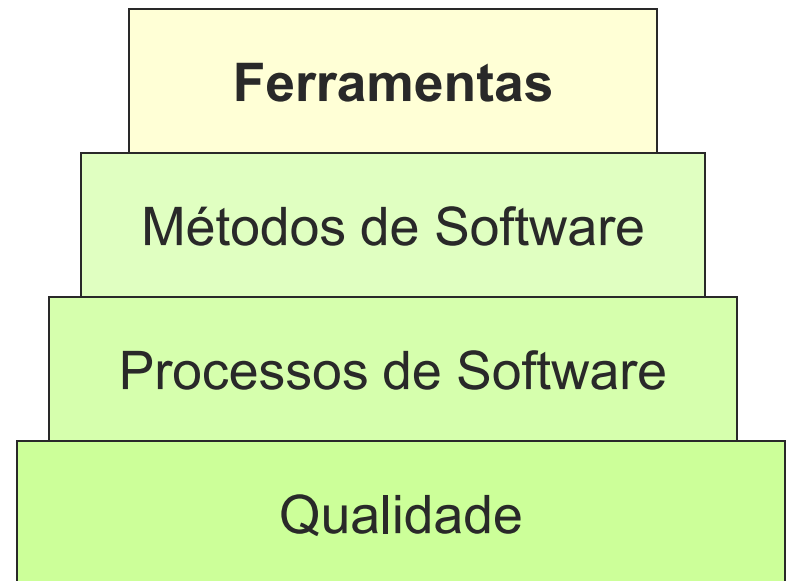 Ferramentas
Métodos de Software
Processos de Software
Qualidade